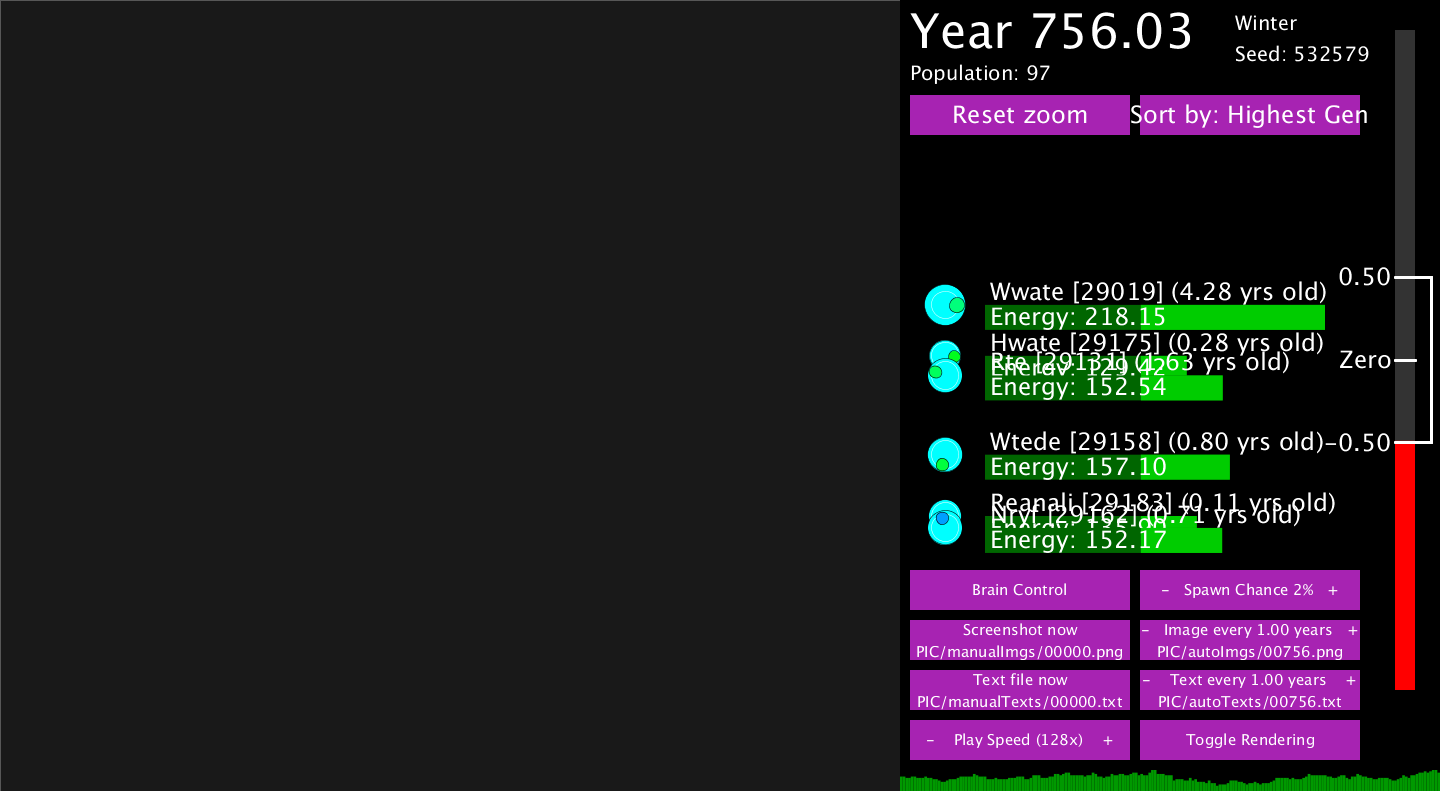 Year 756.03
Winter
Seed: 532579
Population: 97
Reset zoom
Sort by: Highest Gen
0.50
Wwate [29019] (4.28 yrs old)
Energy: 218.15
Hwate [29175] (0.28 yrs old)
Rte [29131] (1.63 yrs old)
Zero
Energy: 129.42
Energy: 152.54
Wtede [29158] (0.80 yrs old)
-0.50
Energy: 157.10
Reanali [29183] (0.11 yrs old)
[29162] (0.71 yrs old)
Energy: 152.17
Brain Control
- Spawn Chance 2% +
Screenshot now
PIC/manualImgs/00000.png
- Image every 1.00 years +
PIC/autoImgs/00756.png
Text file now
PIC/manualTexts/00000.txt
- Text every 1.00 years +
PIC/autoTexts/00756.txt
- Play Speed (128x) +
Toggle Rendering